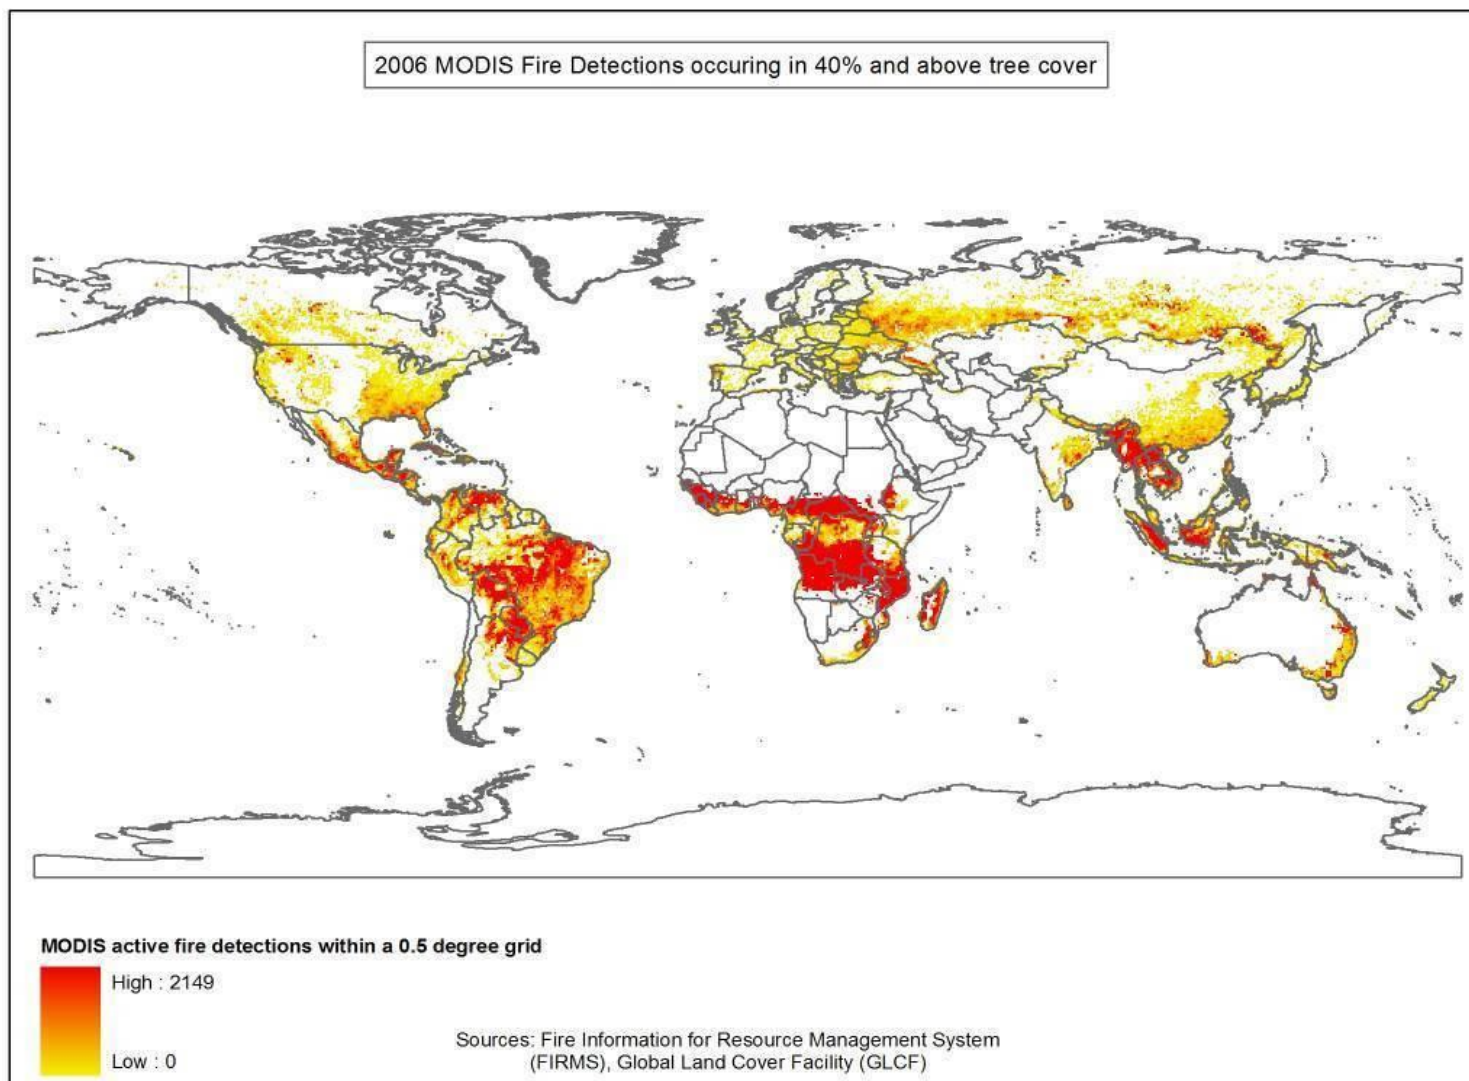 2006 MODIS Fire Detections occuring in 40% and above tree cover
MODIS active fire detections within a 0.5 degree grid
High : 2149
Low : 0
Sources: Fire Information for Resource Management System
(FIRMS), Global Land Cover Facility (GLCF)